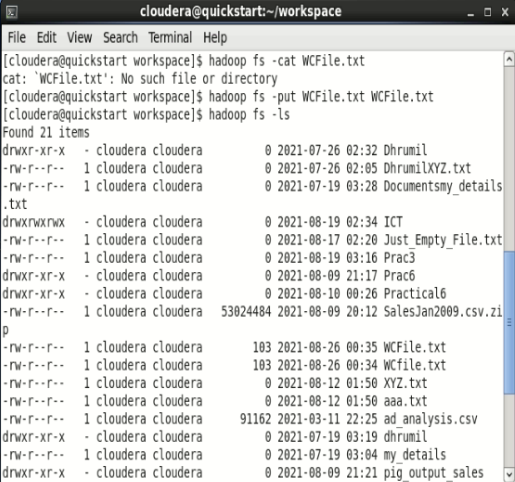 cloudera@quickstart:~/workspace
File Edit View Search Terminal Help
[cloudera@quickstart workspace]$ hadoop fs -cat WCFile.txt
cat: `WCFile.txt': No such file or directory
[cloudera@quickstart workspace]$ hadoop fs -put WCFile.txt WCFile.txt
[cloudera@quickstart workspace]$ hadoop fs -ls
Found 21 items
drwxr-xr-x - cloudera cloudera 0 2021-07-26 02:32 Dhrumil
-rw-r--r-- 1 cloudera cloudera 0 2021-07-26 02:05 DhrumilXYZ.txt
-rw-r--r-- 1 cloudera cloudera 0 2021-07-19 03:28 Documentsmy_details
.txt
drwxrwxrwx - cloudera cloudera 0 2021-08-19 02:34 ICT
-rw-r--r-- 1 cloudera cloudera 0 2021-08-17 02:20 Just_Empty_File.txt
-rw-r--r-- 1 cloudera cloudera 0 2021-08-19 03:16 Prac3
drwxr-xr-x - cloudera cloudera 0 2021-08-09 21:17 Prac6
drwxr-xr-x - cloudera cloudera 0 2021-08-10 00:26 Practical6
-rw-r--r-- 1 cloudera cloudera 53024484 2021-08-09 20:12 SalesJan2009.csv.zi
p
-rw-r--r-- 1 cloudera cloudera 103 2021-08-26 00:35 WCFile.txt
-rw-r--r-- 1 cloudera cloudera 103 2021-08-26 00:34 WCfile.txt
-rw-r--r-- 1 cloudera cloudera 0 2021-08-12 01:50 XYZ.txt
-rw-r--r-- 1 cloudera cloudera 0 2021-08-12 01:50 aaa.txt
-rw-r--r-- 1 cloudera cloudera 91162 2021-03-11 22:25 ad_analysis.csv
drwxr-xr-x - cloudera cloudera 0 2021-07-19 03:19 dhrumil
-rw-r--r-- 1 cloudera cloudera 0 2021-07-19 03:04 my_details
drwxr-xr-x - cloudera cloudera 0 2021-08-09 21:21 pig_output_sales